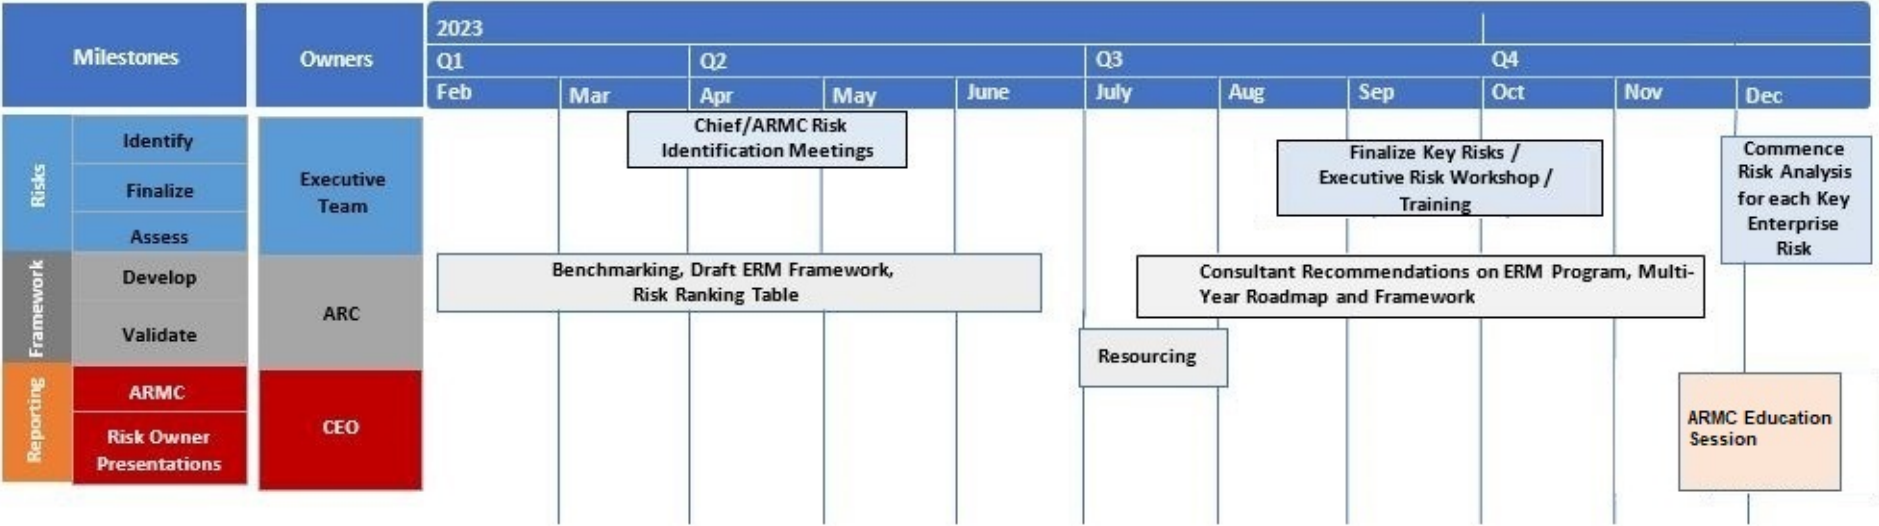 Milestones
Owners
2023
Q1
Q2
Q3
Q4
Feb
Mar
Apr
May
June
July
Aug
Sep
Oct
Nov
Dec
Risks
Identify
Finalize
Assess
Executive
Team
Chief/ARMC Risk
Identification Meetings
Finalize Key Risks /
Executive Risk Workshop /
Training
Commence
Risk Analysis
for each Key
Enterprise
Risk
Framework
Develop
Validate
ARC
Benchmarking, Draft ERM Framework,
Risk Ranking Table
Consultant Recommendations on ERM Program, Multi-
Year Roadmap and Framework
Resourcing
Reporting
ARMC
Risk Owner
Presentations
CEO
ARMC Education
Session